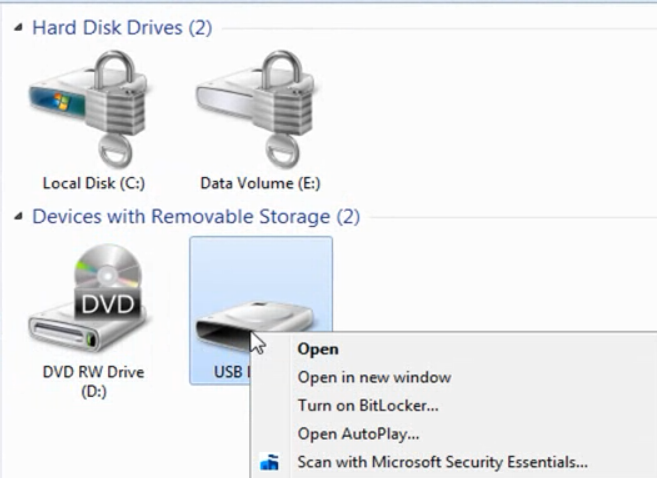 Hard Disk Drives (2)
Local Disk (C:)
Data Volume (E:)
Devices with Removable Storage (2)
DVD
DVD RW Drive
(D:)
USB
Open
Open in new window
Turn on BitLocker...
Open AutoPlay...
Scan with Microsoft Security Essentials...